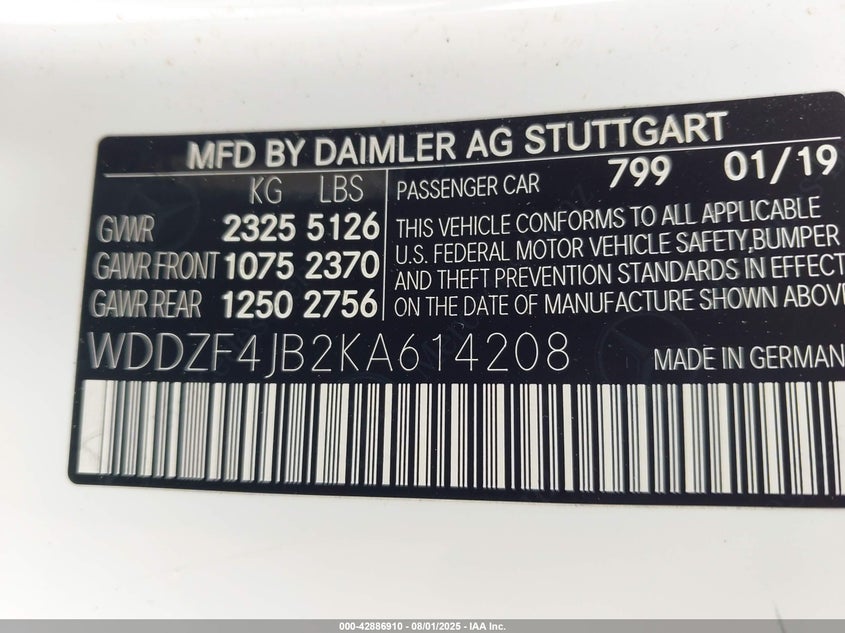 MFD BY DAIMLER AG STUTTGART
KG LBS
GVWR 2325 5126
GAWR FRONT 1075 2370
GAWR REAR 1250 2756
PASSENGER CAR 799 01/19
THIS VEHICLE CONFORMS TO ALL APPLICABLE
U.S. FEDERAL MOTOR VEHICLE SAFETY,BUMPER
AND THEFT PREVENTION STANDARDS IN EFFECT
ON THE DATE OF MANUFACTURE SHOWN ABOV
WDDZF4JB2KA614208
MADE IN GERMAN
000-42886910 - 08/01/2025 - IAA Inc.